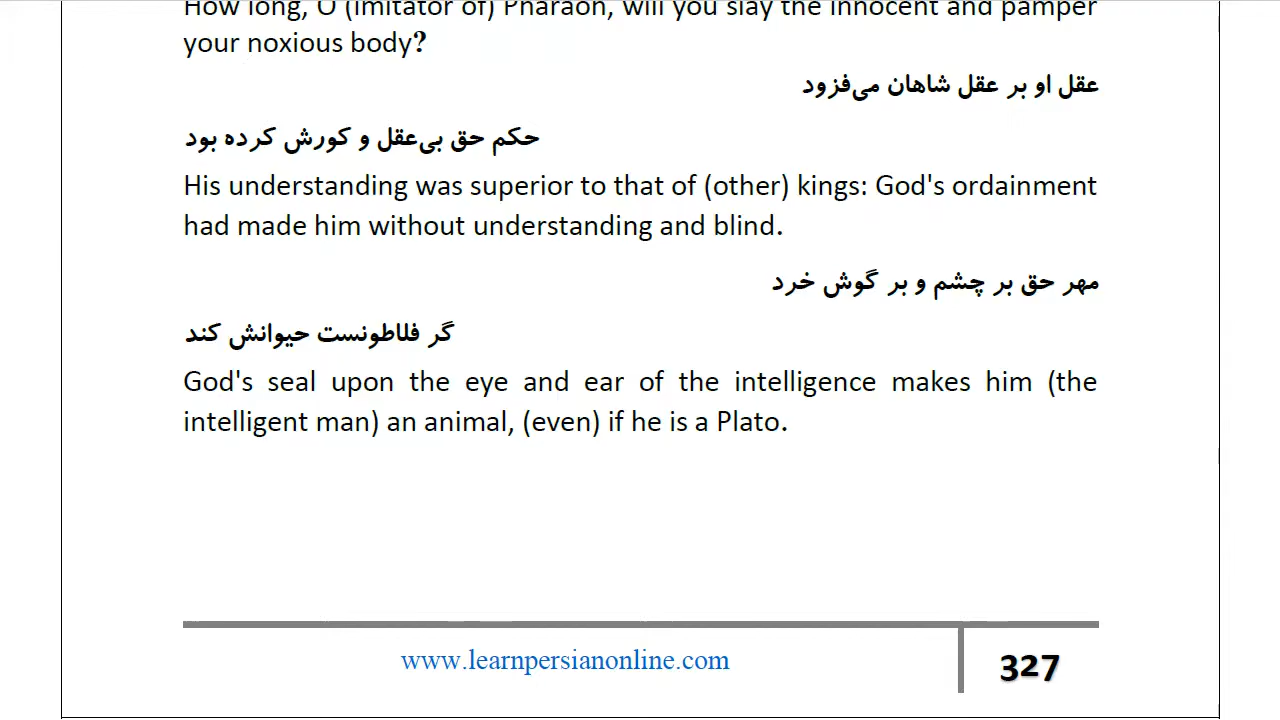 How long, O (imitator of) Pharaoh, will you slay the innocent and pamper
your noxious body?
عقل او بر عقل شاهان می‌فزود
حکم حق بی‌عقل و کورش کرده بود
His understanding was superior to that of (other) kings: God's ordainment
had made him without understanding and blind.
مهر حق بر چشم و بر گوش خرد
گر فلاطونست حیوانش کند
God's seal upon the eye and ear of the intelligence makes him (the
intelligent man) an animal, (even) if he is a Plato.
www.learnpersianonline.com
327